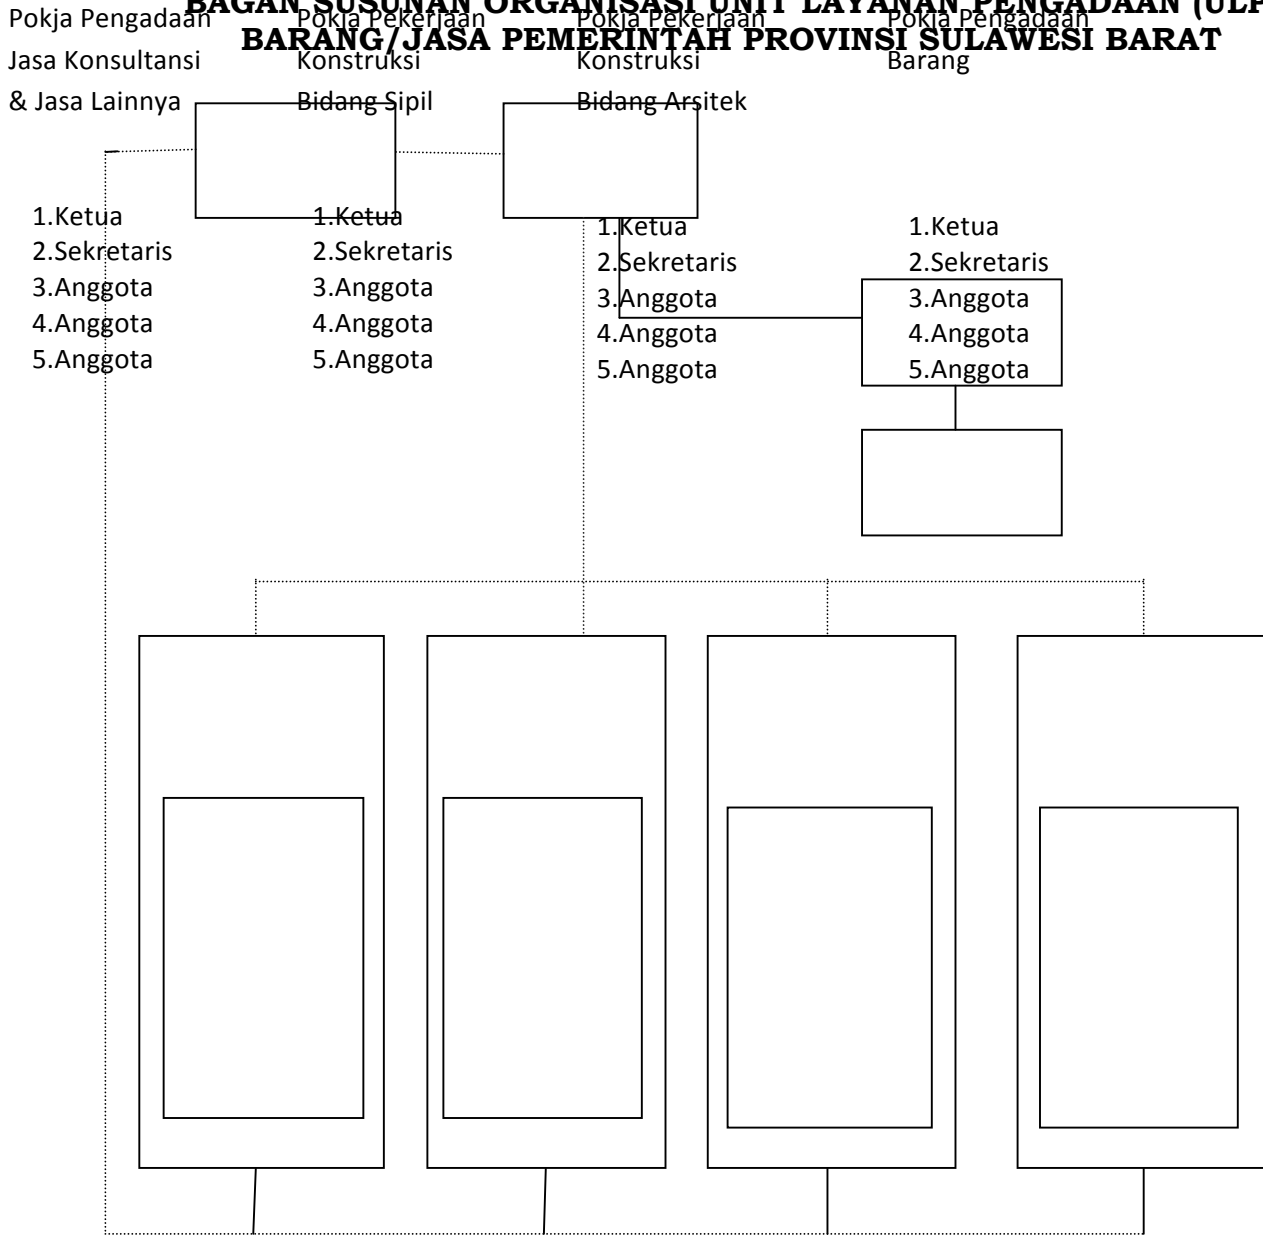 BAGAN SUSUNAN ORGANISASI UNIT LAYANAN PENGADAAN (ULP
BARANG/JASA PEMERINTAH PROVINSI SULAWESI BARAT
Pokja Pengadaan
Jasa Konsultansi
& Jasa Lainnya
1.Ketua
2.Sekretaris
3.Anggota
4.Anggota
5.Anggota
Pokja Pekerjaan
Konstruksi
Bidang Sipil
1.Ketua
2.Sekretaris
3.Anggota
4.Anggota
5.Anggota
Pokja Pekerjaan
Konstruksi
Bidang Arsitek
1.Ketua
2.Sekretaris
3.Anggota
4.Anggota
5.Anggota
Pokja Pengadaan
Barang
1.Ketua
2.Sekretaris
3.Anggota
4.Anggota
5.Anggota